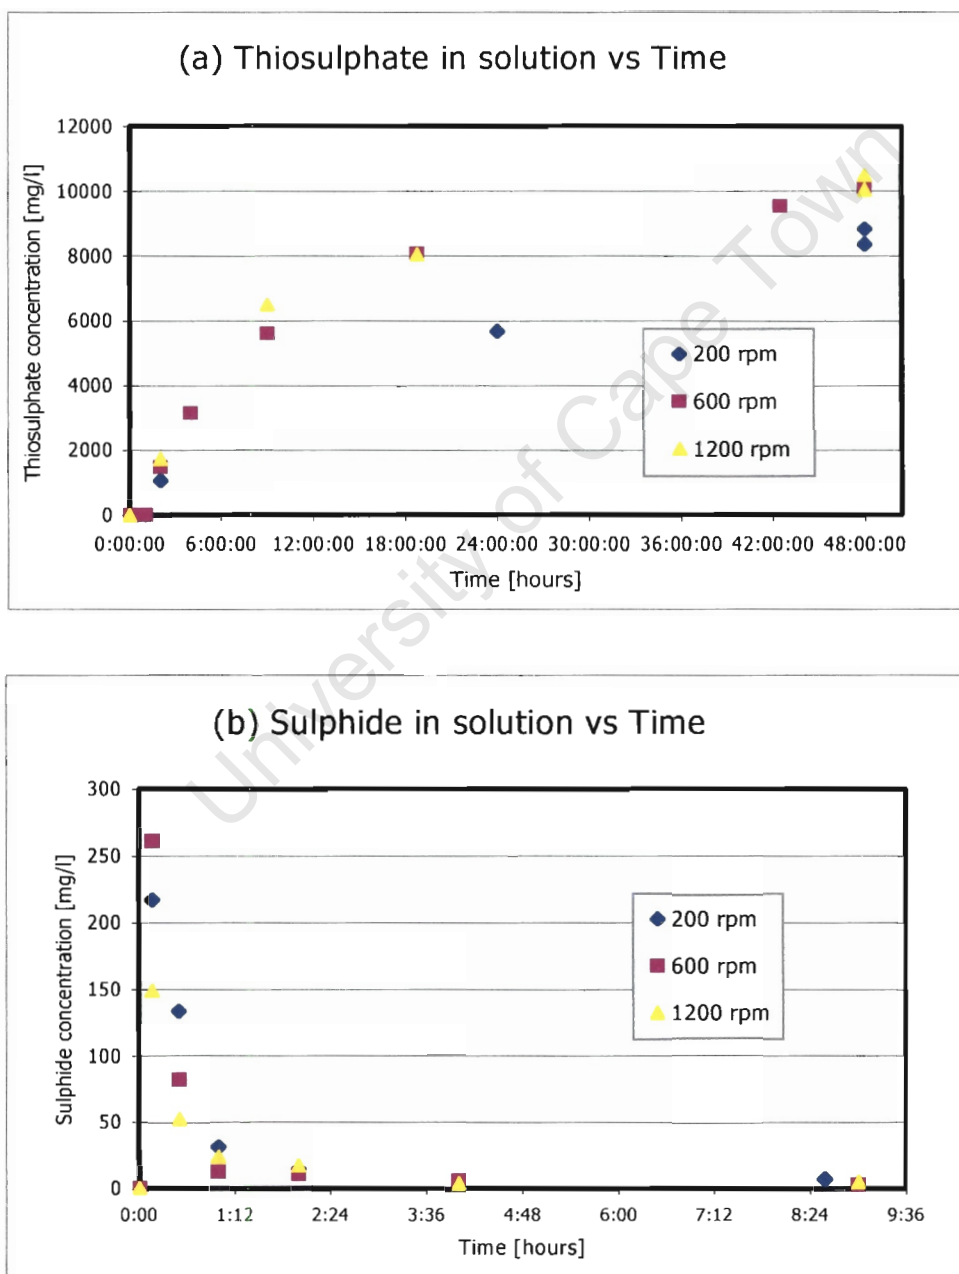 (a) Thiosulphate in solution vs Time
Thiosulphate concentration [mg/l]
12000
10000
8000
6000
4000
2000
0
200 rpm
600 rpm
1200 rpm
0:00:00 6:00:00 12:00:00 18:00:00 24:00:00 30:00:00 36:00:00 42:00:00 48:00:00
Time [hours]
University of Cape Town
(b) Sulphide in solution vs Time
Sulphide concentration [mg/l]
300
250
200
150
100
50
0
200 rpm
600 rpm
1200 rpm
0:00 1:12 2:24 3:36 4:48 6:00 7:12 8:24 9:36
Time [hours]